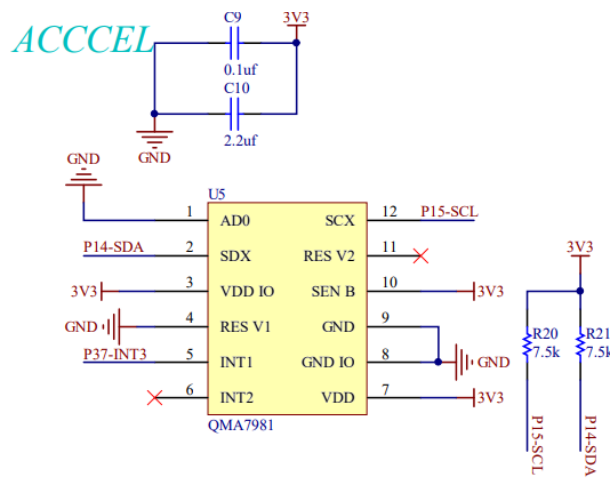 ACCCEL
C9
3V3
0.1uf
C10
2.2uf
GND
GND
U5
1 AD0 SCX 12 P15-SCL
P14-SDA 2 SDX RES V2 11
3V3 3 VDD IO SEN B 10 3V3
GND 4 RES V1 GND 9
P37-INT3 5 INT1 GND IO 8 GND
6 INT2 VDD 7 3V3
QMA7981
3V3
R20
7.5k
R21
7.5k
P15-SCL
P14-SDA